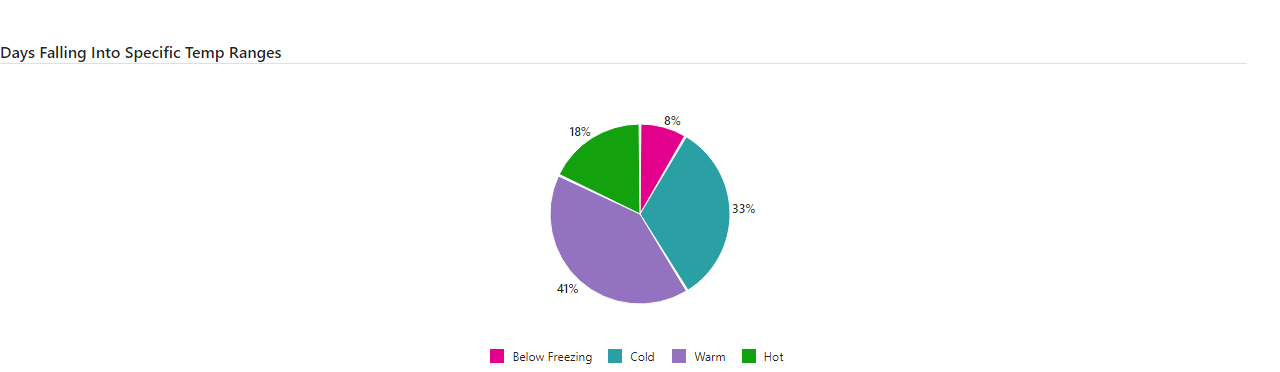 Days Falling Into Specific Temp Ranges
8%
18%
33%
41%
Below Freezing Cold Warm Hot